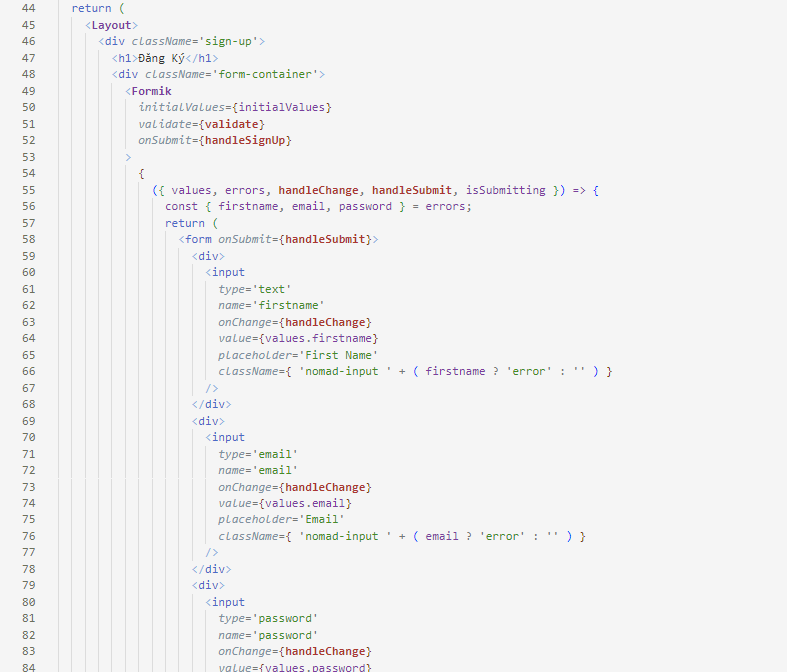 44 return (
45 <Layout>
46 <div className='sign-up'>
47 <h1>Đăng Ký</h1>
48 <div className='form-container'>
49 <Formik
50 initialValues={initialValues}
51 validate={validate}
52 onSubmit={handleSignUp}
53 >
54 {
55 ({ values, errors, handleChange, handleSubmit, isSubmitting }) => {
56 const { firstname, email, password } = errors;
57 return (
58 <form onSubmit={handleSubmit}>
59 <div>
60 <input
61 type='text'
62 name='firstname'
63 onChange={handleChange}
64 value={values.firstname}
65 placeholder='First Name'
66 className={ 'nomad-input ' + ( firstname ? 'error' : '' ) }
67 />
68 </div>
69 <div>
70 <input
71 type='email'
72 name='email'
73 onChange={handleChange}
74 value={values.email}
75 placeholder='Email'
76 className={ 'nomad-input ' + ( email ? 'error' : '' ) }
77 />
78 </div>
79 <div>
80 <input
81 type='password'
82 name='password'
83 onChange={handleChange}
84 value={values.password}